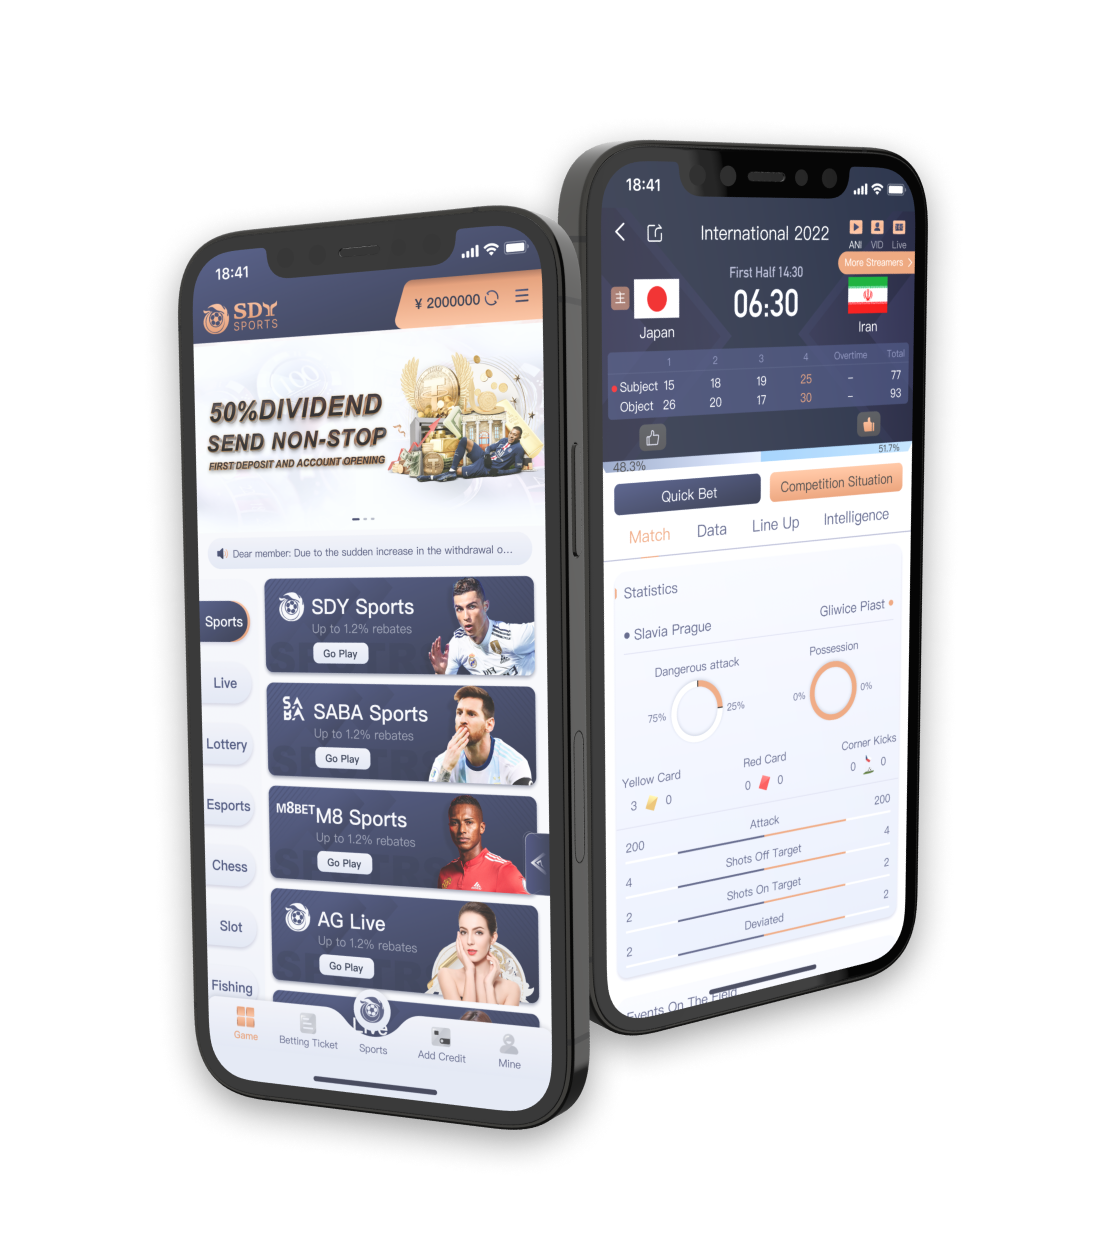 18:41
SDY
SPORTS
¥ 2000000
50%DIVIDEND
SEND NON-STOP
FIRST DEPOSIT AND ACCOUNT OPENING
Dear member: Due to the sudden increase in the withdrawal o...
Sports
Live
Lottery
Esports
Chess
Slot
Fishing
SDY Sports
Up to 1.2% rebates
Go Play
SABA
SABA Sports
Up to 1.2% rebates
Go Play
M8BET
M8 Sports
Up to 1.2% rebates
Go Play
AG Live
Up to 1.2% rebates
Go Play
Live
Game
Betting Ticket
Sports
Add Credit
Mine
18:41
International 2022
ANI VID Live
More Streamers
First Half 14:30
主
06:30
Japan
Iran
1 2 3 4 Overtime Total
Subject 15 18 19 25 – 77
Object 26 20 17 30 – 93
48.3% 51.7%
Quick Bet
Competition Situation
Match Data Line Up Intelligence
Statistics
Gliwice Piast
Slavia Prague
Dangerous attack
Possession
75% 25%
0% 0%
Yellow Card
Red Card
Corner Kicks
3 0
0 0
0 0
200 Attack 200
4 Shots Off Target 4
2 Shots On Target 2
2 Deviated 2
Events On The Field